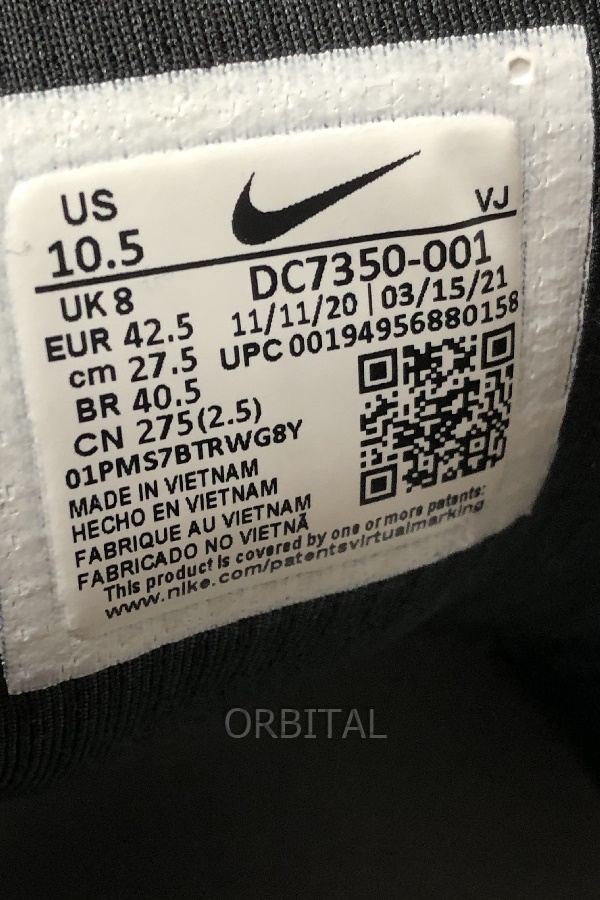 US
10.5
VJ
UK 8
DC7350-001
EUR 42.5
11/11/20 | 03/15/21
cm 27.5
UPC 00194956880158
BR 40.5
CN 275(2.5)
01PMS7BTRWG8Y
MADE IN VIETNAM
HECHO EN VIETNAM
FABRIQUE AU VIETNAM
FABRICADO NO VIETNÃ
This product is covered by one or more patents:
www.nike.com/patentsvirtualmarking
ORBITAL